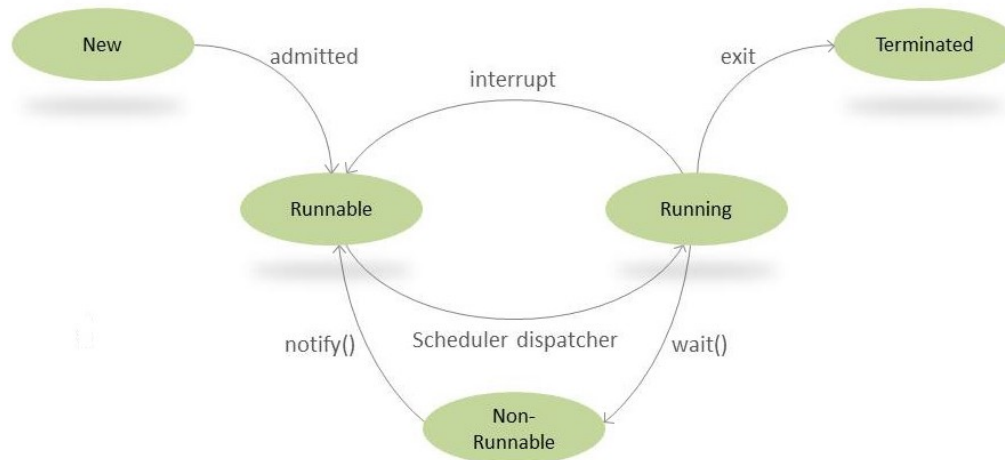 New
admitted
exit
Terminated
interrupt
Runnable
Running
notify()
Scheduler dispatcher
wait()
Non-
Runnable